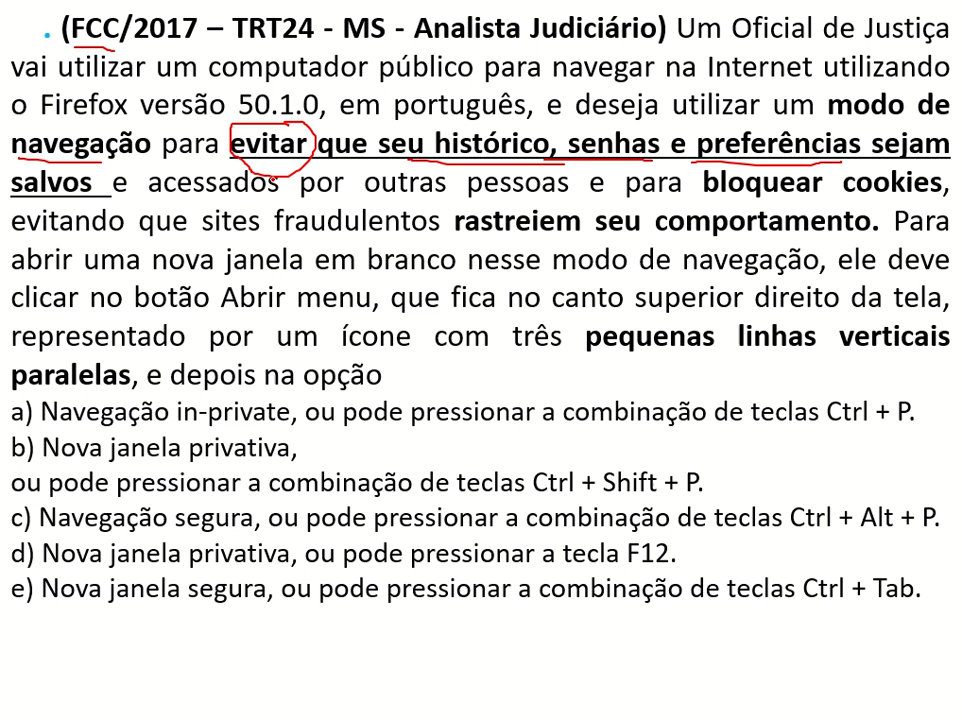 . (FCC/2017 – TRT24 - MS - Analista Judiciário) Um Oficial de Justiça
vai utilizar um computador público para navegar na Internet utilizando
o Firefox versão 50.1.0, em português, e deseja utilizar um modo de
navegação para evitar que seu histórico, senhas e preferências sejam
salvos e acessados por outras pessoas e para bloquear cookies,
evitando que sites fraudulentos rastreiem seu comportamento. Para
abrir uma nova janela em branco nesse modo de navegação, ele deve
clicar no botão Abrir menu, que fica no canto superior direito da tela,
representado por um ícone com três pequenas linhas verticais
paralelas, e depois na opção
a) Navegação in-private, ou pode pressionar a combinação de teclas Ctrl + P.
b) Nova janela privativa,
ou pode pressionar a combinação de teclas Ctrl + Shift + P.
c) Navegação segura, ou pode pressionar a combinação de teclas Ctrl + Alt + P.
d) Nova janela privativa, ou pode pressionar a tecla F12.
e) Nova janela segura, ou pode pressionar a combinação de teclas Ctrl + Tab.